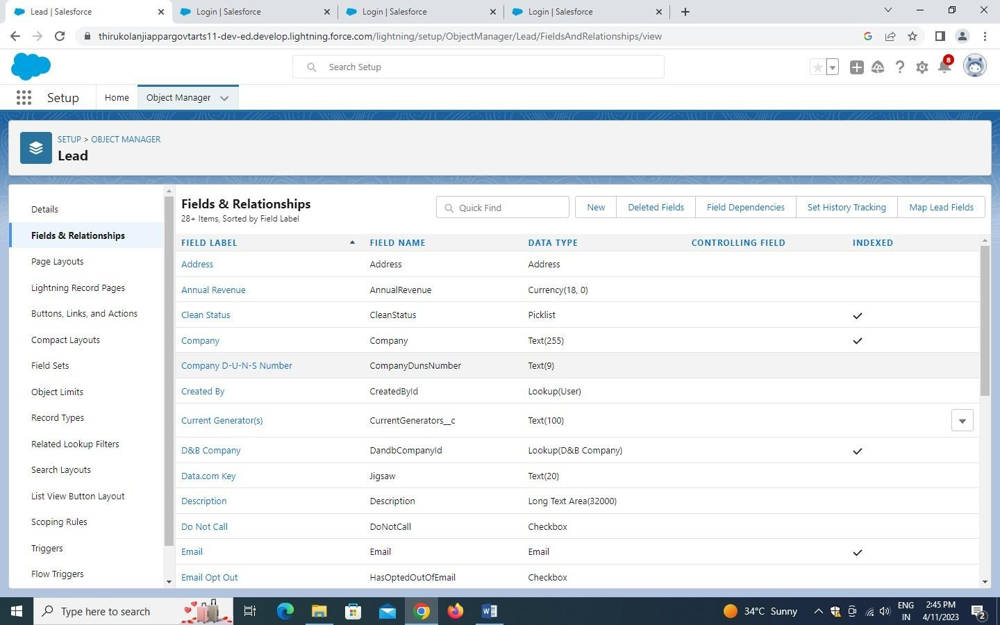 Lead | Salesforce
Login | Salesforce
Login | Salesforce
Login | Salesforce
thirukolanjiappargovtarts11-dev-ed.develop.lightning.force.com/lightning/setup/ObjectManager/Lead/FieldsAndRelationships/view
Search Setup
8
Setup
Home
Object Manager
SETUP > OBJECT MANAGER
Lead
Details
Fields & Relationships
Page Layouts
Lightning Record Pages
Buttons, Links, and Actions
Compact Layouts
Field Sets
Object Limits
Record Types
Related Lookup Filters
Search Layouts
List View Button Layout
Scoping Rules
Triggers
Flow Triggers
Fields & Relationships
28+ Items, Sorted by Field Label
Quick Find
New
Deleted Fields
Field Dependencies
Set History Tracking
Map Lead Fields
FIELD LABEL FIELD NAME DATA TYPE CONTROLLING FIELD INDEXED
Address Address Address
Annual Revenue AnnualRevenue Currency(18, 0)
Clean Status CleanStatus Picklist
Company Company Text(255)
Company D-U-N-S Number CompanyDunsNumber Text(9)
Created By CreatedById Lookup(User)
Current Generator(s) CurrentGenerators__c Text(100)
D&B Company DandbCompanyId Lookup(D&B Company)
Data.com Key Jigsaw Text(20)
Description Description Long Text Area(32000)
Do Not Call DoNotCall Checkbox
Email Email Email
Email Opt Out HasOptedOutOfEmail Checkbox
Type here to search
34°C Sunny
ENG
IN
2:45 PM
4/11/2023
2